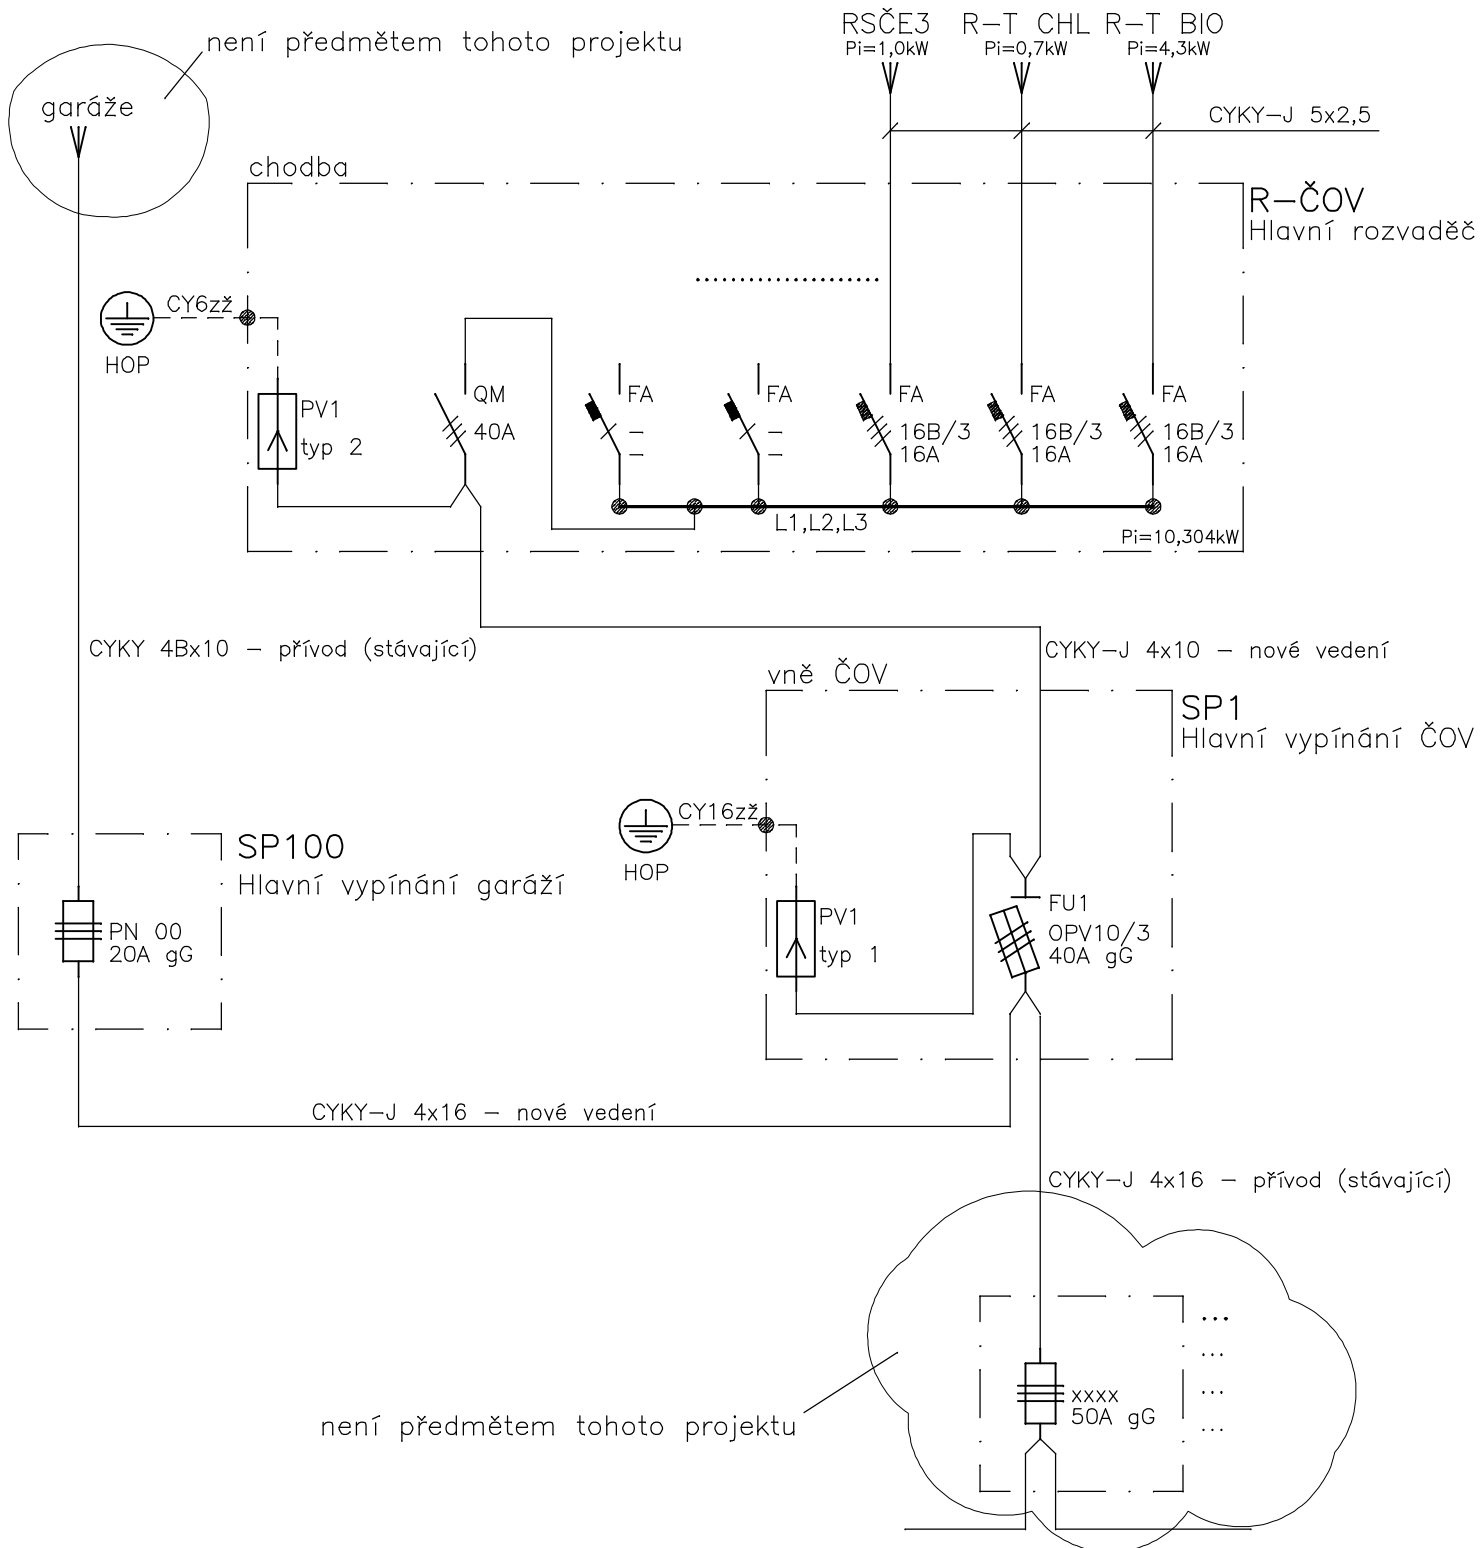 není předmětem tohoto projektu
garáže
RSČE3
Pi=1,0kW
R-T CHL
Pi=0,7kW
R-T BIO
Pi=4,3kW
CYKY-J 5x2,5
chodba
R-ČOV
Hlavní rozvaděč
CY6zž
HOP
PV1
typ 2
QM
40A
FA
FA
FA
16B/3
16A
FA
16B/3
16A
FA
16B/3
16A
L1,L2,L3
Pi=10,304kW
CYKY 4Bx10 - přívod (stávající)
CYKY-J 4x10 - nové vedení
vně ČOV
SP1
Hlavní vypínání ČOV
CY16zž
HOP
SP100
Hlavní vypínání garáží
PN 00
20A gG
PV1
typ 1
FU1
OPV10/3
40A gG
CYKY-J 4x16 - nové vedení
CYKY-J 4x16 - přívod (stávající)
xxxx
50A gG
...
...
...
...
není předmětem tohoto projektu